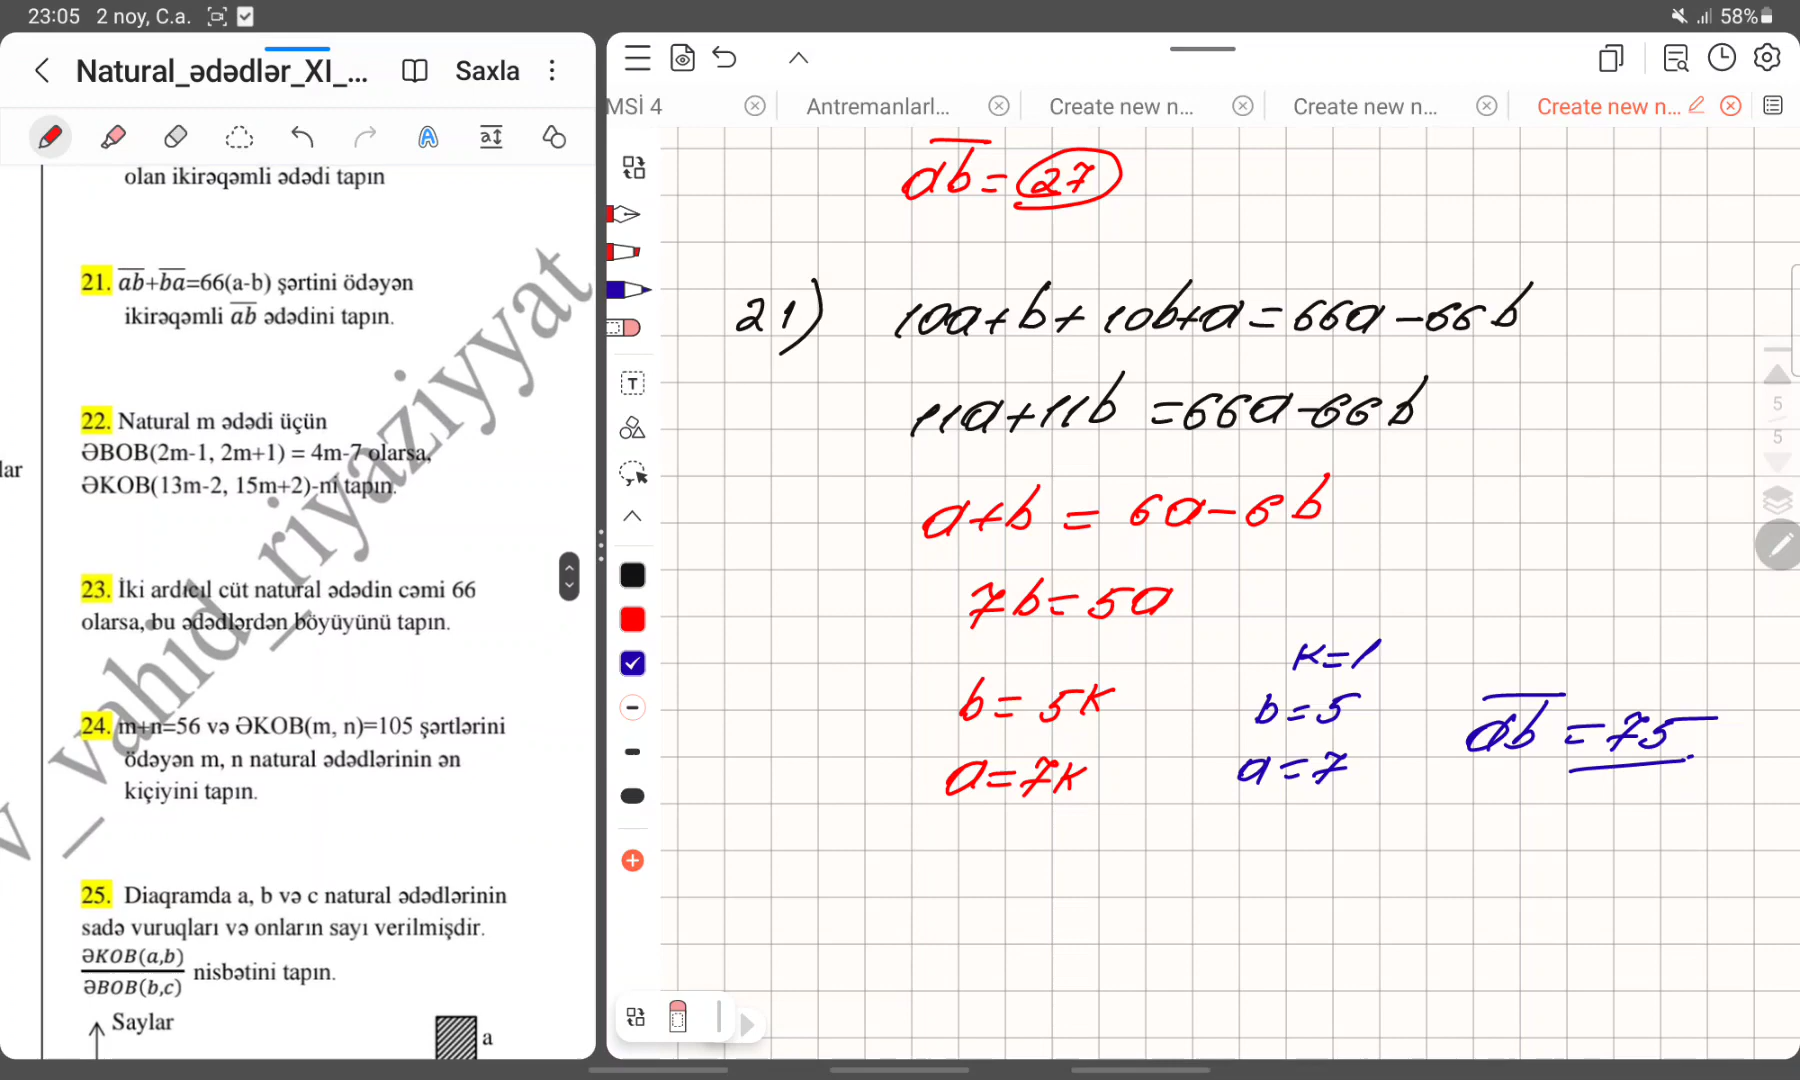 23:05 2 noy, C.a.
58%
Natural_ədədlər_XI_...
Saxla
MSİ 4
Antremanlarl...
Create new n...
Create new n...
Create new n...
olan ikirəqəmli ədədi tapın
21. ab+ba=66(a-b) şərtini ödəyən
ikirəqəmli ab ədədini tapın.
22. Natural m ədədi üçün
ƏBOB(2m-1, 2m+1) = 4m-7 olarsa,
ƏKOB(13m-2, 15m+2)-m tapın.
lar
23. İki ardıcıl cüt natural ədədin cəmi 66
olarsa, bu ədədlərdən böyüyünü tapın.
24. m+n=56 və ƏKOB(m, n)=105 şərtlərini
ödəyən m, n natural ədədlərinin ən
kiçiyini tapın.
25. Diaqramda a, b və c natural ədədlərinin
sadə vuruqları və onların sayı verilmişdir.
ƏKOB(a,b)
ƏBOB(b,c)
nisbətini tapın.
Saylar
a
v_vahid_riyaziyyat
ab = 27
21) 10a+b+10b+a=66a-66b
11a+11b =66a-66b
a+b = 6a-6b
7b=5a
b=5k
a=7k
k=1
b=5
a=7
ab=75
T
5
5